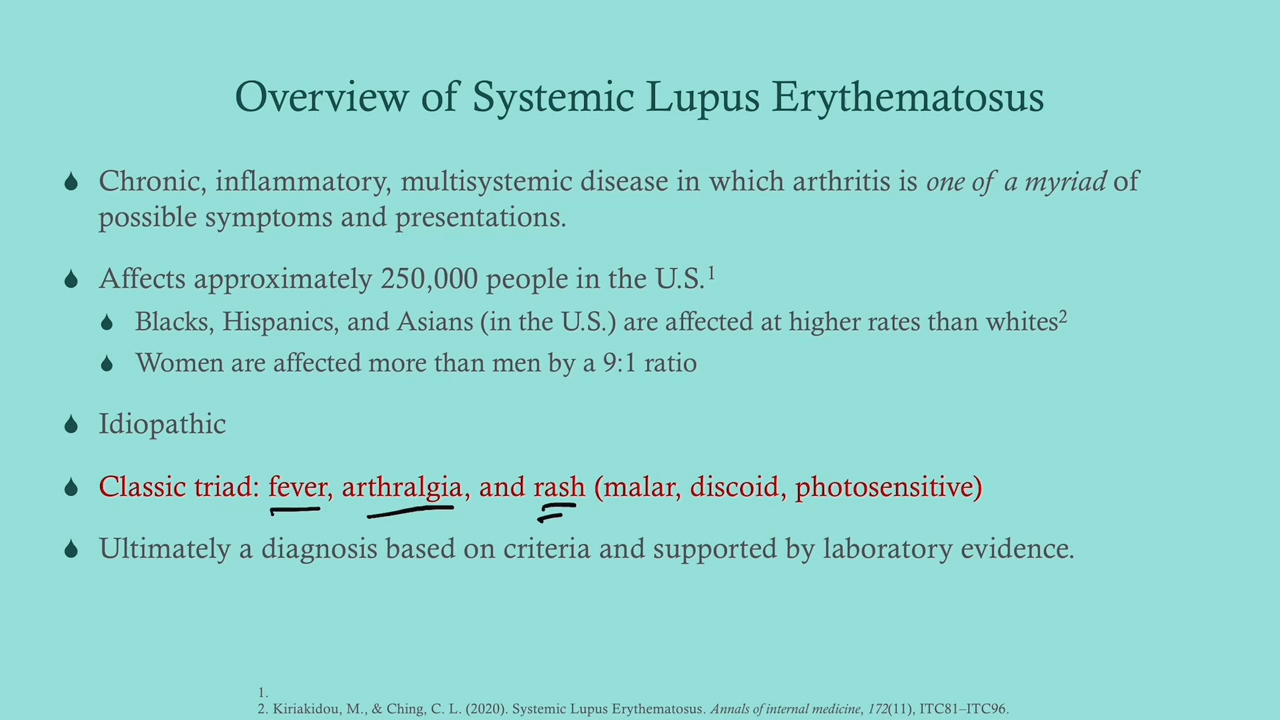 Overview of Systemic Lupus Erythematosus
Chronic, inflammatory, multisystemic disease in which arthritis is one of a myriad of
possible symptoms and presentations.
Affects approximately 250,000 people in the U.S.¹
Blacks, Hispanics, and Asians (in the U.S.) are affected at higher rates than whites²
Women are affected more than men by a 9:1 ratio
Idiopathic
Classic triad: fever, arthralgia, and rash (malar, discoid, photosensitive)
Ultimately a diagnosis based on criteria and supported by laboratory evidence.
1.
2. Kiriakidou, M., & Ching, C. L. (2020). Systemic Lupus Erythematosus. Annals of internal medicine, 172(11), ITC81–ITC96.